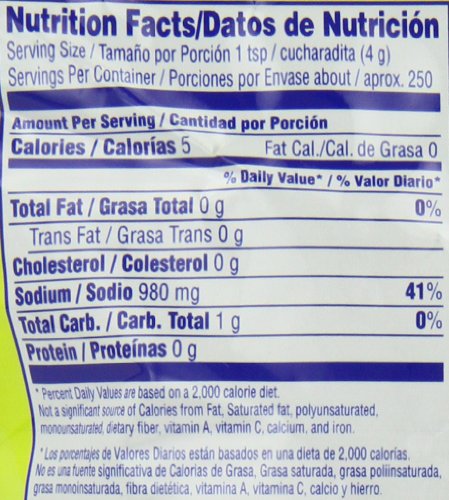 Nutrition Facts/Datos de Nutrición
Serving Size / Tamaño por Porción 1 tsp / cucharadita (4 g)
Servings Per Container / Porciones por Envase about / aprox. 250
Amount Per Serving / Cantidad por Porción
Calories / Calorías 5 Fat Cal./Cal. de Grasa 0
% Daily Value* / % Valor Diario*
Total Fat / Grasa Total 0 g 0%
Trans Fat / Grasa Trans 0 g
Cholesterol / Colesterol 0 g
Sodium / Sodio 980 mg 41%
Total Carb. / Carb. Total 1 g 0%
Protein / Proteínas 0 g
* Percent Daily Values are based on a 2,000 calorie diet.
Not a significant source of Calories from Fat, Saturated fat, polyunsaturated,
monounsaturated, dietary fiber, vitamin A, vitamin C, calcium, and iron.
* Los porcentajes de Valores Diarios están basados en una dieta de 2,000 calorías.
No es una fuente significativa de Calorías de Grasa, Grasa saturada, grasa poliinsaturada,
grasa monoinsaturada, fibra dietética, vitamina A, vitamina C, calcio y hierro.